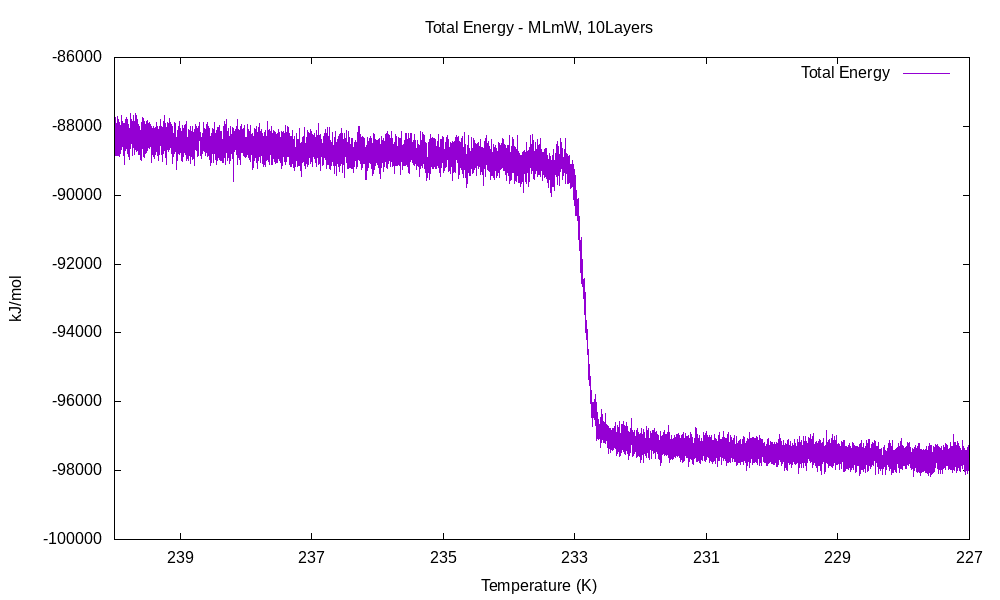 Total Energy - MLmW, 10Layers
Total Energy
-86000
-88000
-90000
-92000
-94000
-96000
-98000
-100000
kJ/mol
239 237 235 233 231 229 227
Temperature (K)